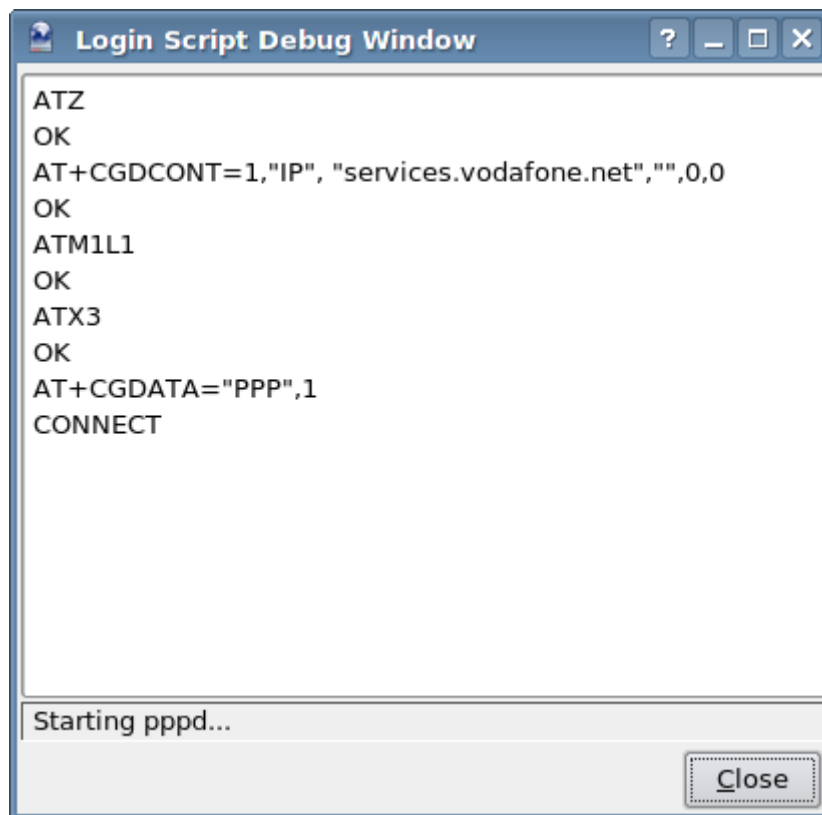 Login Script Debug Window
ATZ
OK
AT+CGDCONT=1,"IP", "services.vodafone.net","",0,0
OK
ATM1L1
OK
ATX3
OK
AT+CGDATA="PPP",1
CONNECT
Starting pppd...
Close